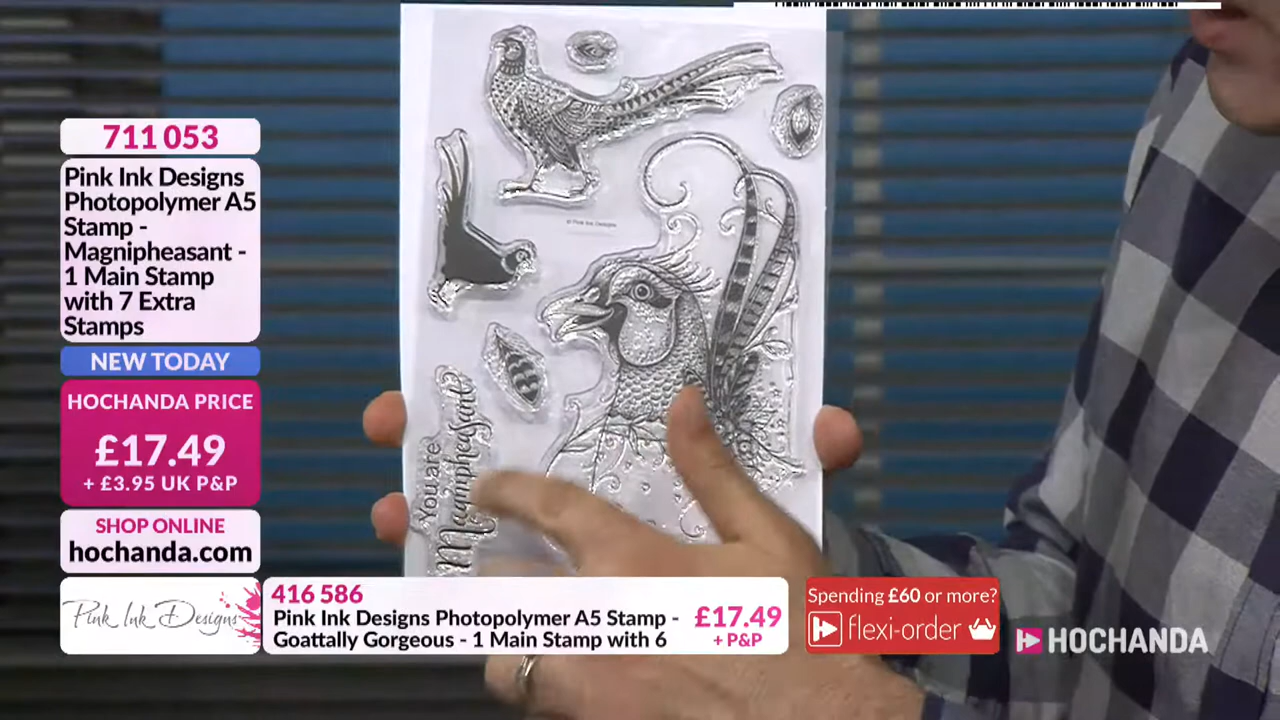 711 053
Pink Ink Designs
Photopolymer A5
Stamp -
Magnipheasant -
1 Main Stamp
with 7 Extra
Stamps
NEW TODAY
HOCHANDA PRICE
£17.49
+ £3.95 UK P&P
SHOP ONLINE
hochanda.com
© Pink Ink Designs
You are
Magnipheasant
Pink Ink Designs
416 586
Pink Ink Designs Photopolymer A5 Stamp -
Goattally Gorgeous - 1 Main Stamp with 6
£17.49
+ P&P
Spending £60 or more?
flexi-order
HOCHANDA